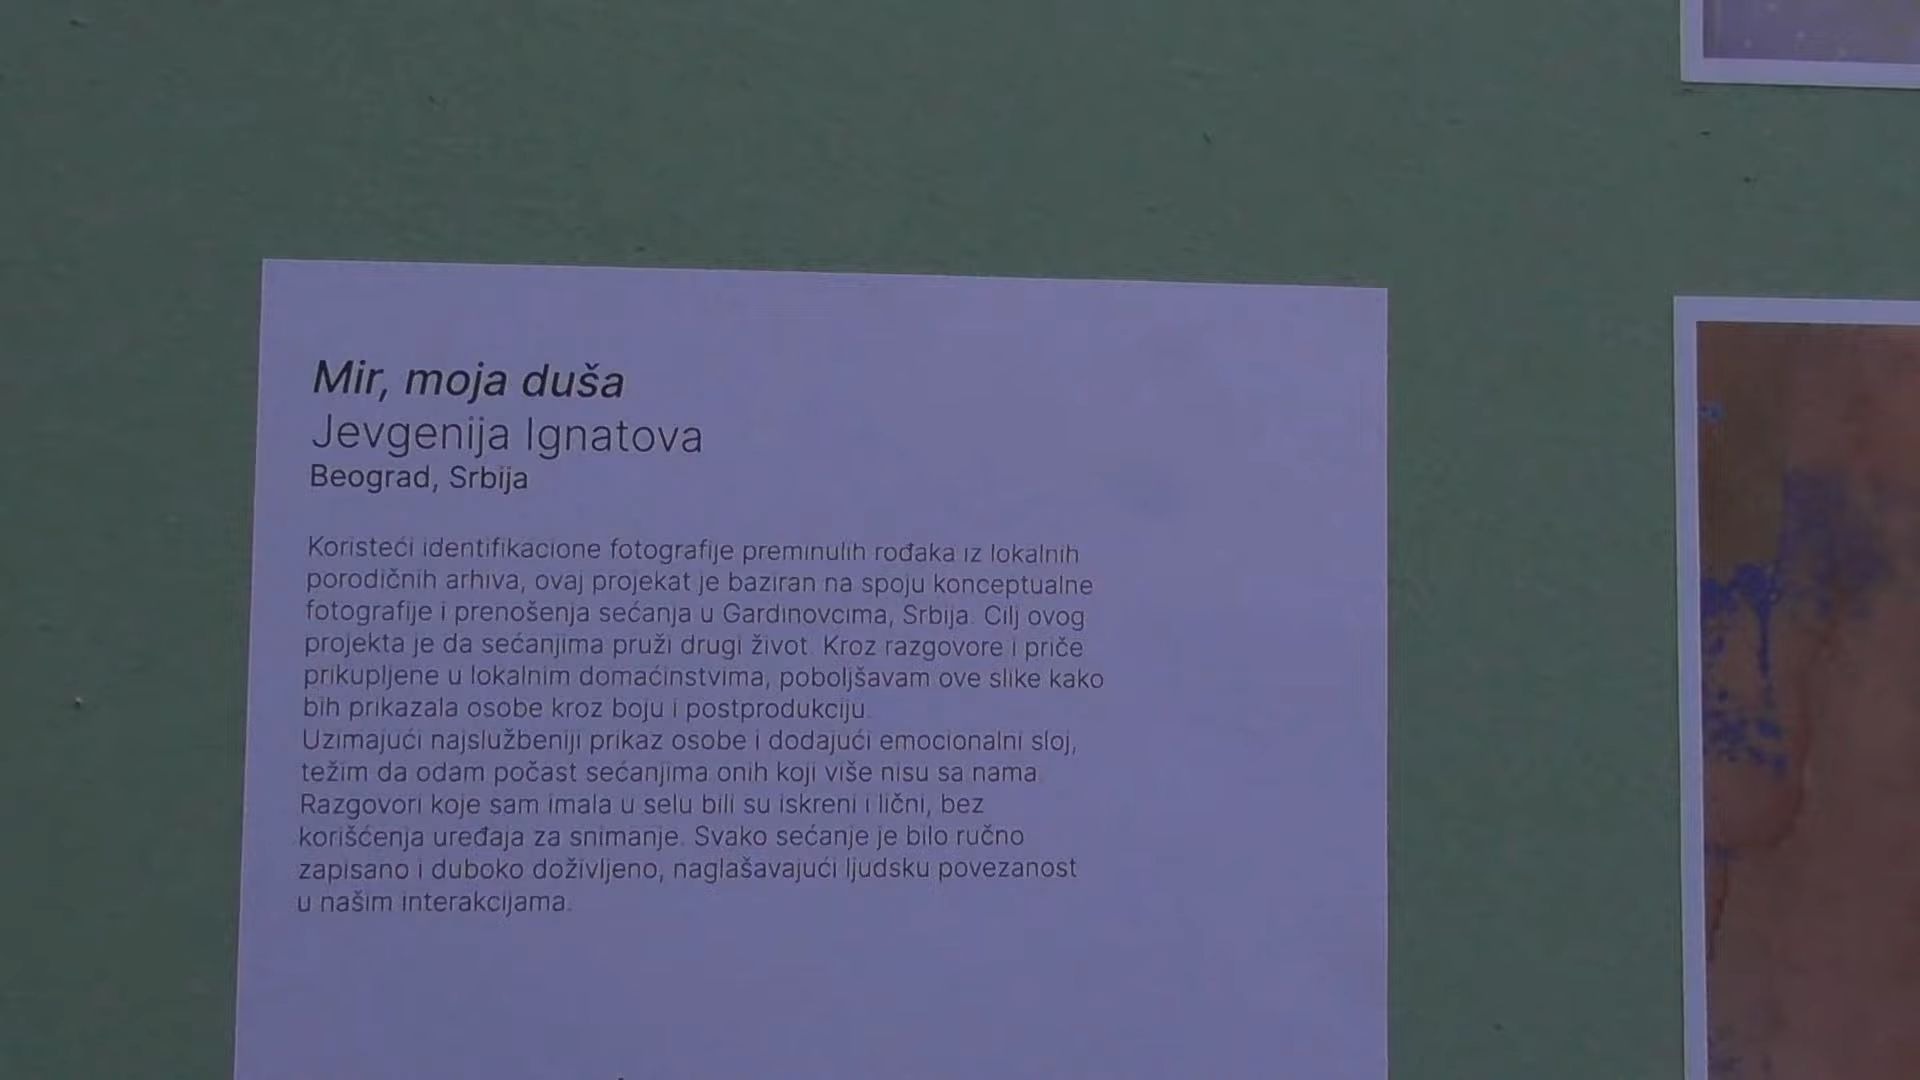 Mir, moja duša
Jevgenija Ignatova
Beograd, Srbija
Koristeći identifikacione fotografije preminulih rođaka iz lokalnih
porodičnih arhiva, ovaj projekat je baziran na spoju konceptualne
fotografije i prenošenja sećanja u Gardinovcima, Srbija. Cilj ovog
projekta je da sećanjima pruži drugi život. Kroz razgovore i priče
prikupljene u lokalnim domaćinstvima, poboljšavam ove slike kako
bih prikazala osobe kroz boju i postprodukciju.
Uzimajući najslužbeniji prikaz osobe i dodajući emocionalni sloj,
težim da odam počast sećanjima onih koji više nisu sa nama.
Razgovori koje sam imala u selu bili su iskreni i lični, bez
korišćenja uređaja za snimanje. Svako sećanje je bilo ručno
zapisano i duboko doživljeno, naglašavajući ljudsku povezanost
u našim interakcijama.